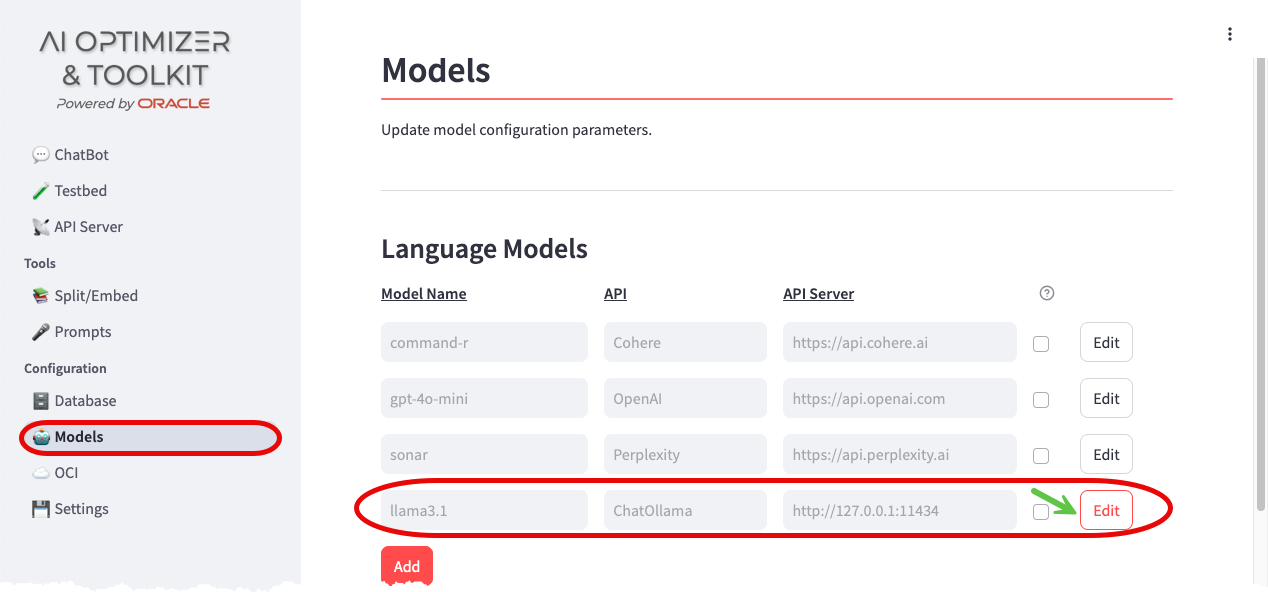 AI OPTIMIZER
& TOOLKIT
Powered by ORACLE
ChatBot
Testbed
API Server
Tools
Split/Embed
Prompts
Configuration
Database
Models
OCI
Settings
Models
Update model configuration parameters.
Language Models
Model Name API API Server
command-r Cohere https://api.cohere.ai Edit
gpt-4o-mini OpenAI https://api.openai.com Edit
sonar Perplexity https://api.perplexity.ai Edit
llama3.1 ChatOllama http://127.0.0.1:11434 Edit
Add